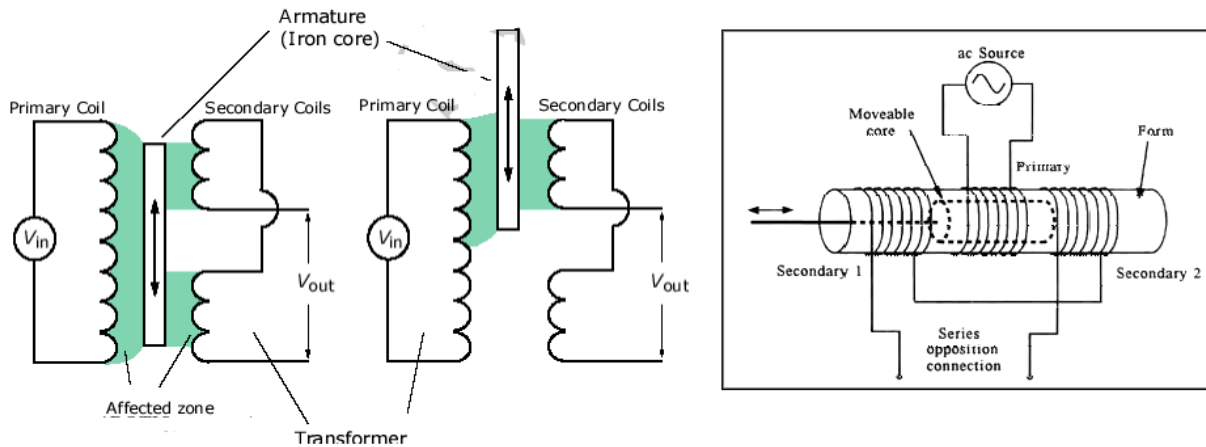 Armature
(Iron core)
Primary Coil
Secondary Coils
Vin
Vout
Affected zone
Transformer
Primary Coil
Secondary Coils
Vin
Vout
ac Source
Moveable
core
Form
Primary
Secondary 1
Secondary 2
Series
opposition
connection